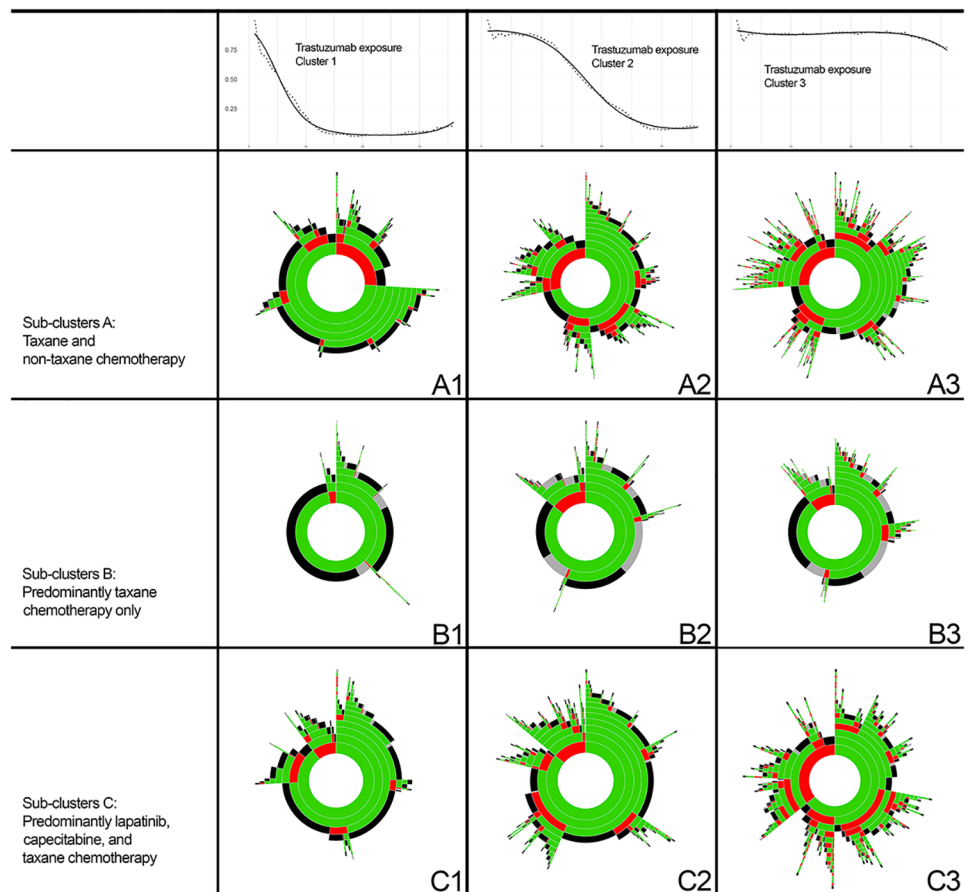 Trastuzumab exposure
Cluster 1
Trastuzumab exposure
Cluster 2
Trastuzumab exposure
Cluster 3
0.75
0.50
0.25
Sub-clusters A:
Taxane and
non-taxane chemotherapy
A1
A2
A3
Sub-clusters B:
Predominantly taxane
chemotherapy only
B1
B2
B3
Sub-clusters C:
Predominantly lapatinib,
capecitabine, and
taxane chemotherapy
C1
C2
C3